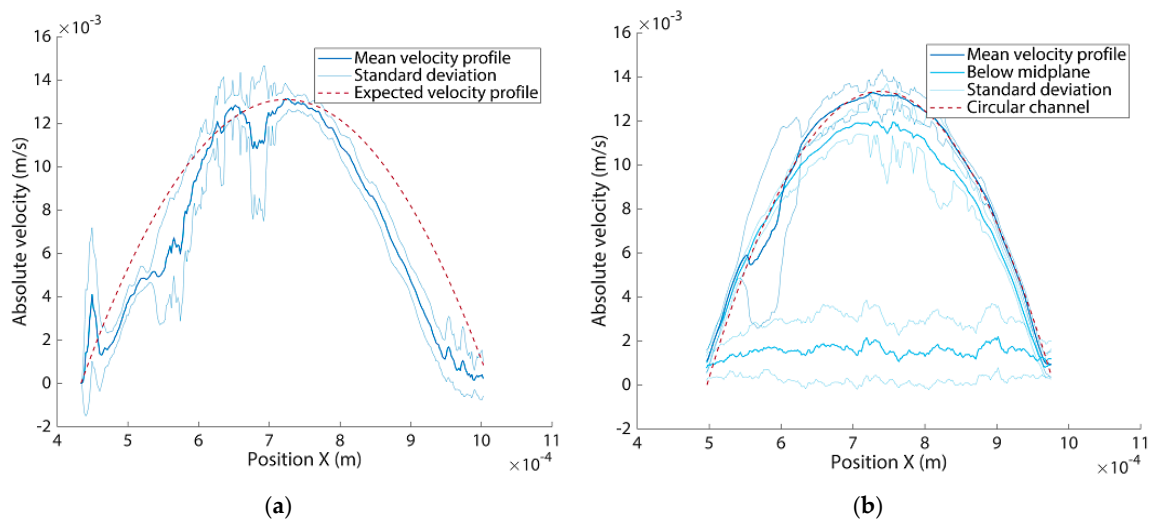 ×10⁻³
16
14
12
10
8
6
4
2
0
-2
Absolute velocity (m/s)
Mean velocity profile
Standard deviation
Expected velocity profile
4 5 6 7 8 9 10 11
Position X (m)
×10⁻⁴
(a)
×10⁻³
16
14
12
10
8
6
4
2
0
-2
Absolute velocity (m/s)
Mean velocity profile
Below midplane
Standard deviation
Circular channel
4 5 6 7 8 9 10 11
Position X (m)
×10⁻⁴
(b)